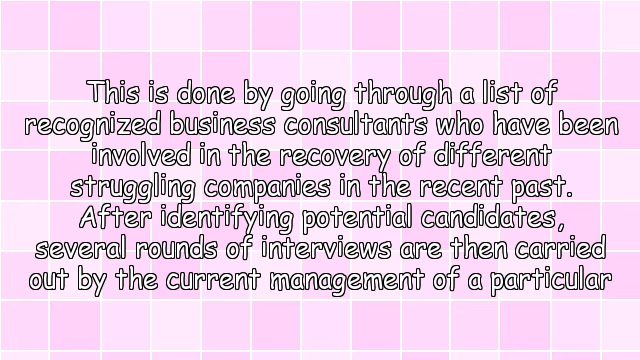 This is done by going through a list of
recognized business consultants who have been
involved in the recovery of different
struggling companies in the recent past.
After identifying potential candidates,
several rounds of interviews are then carried
out by the current management of a particular